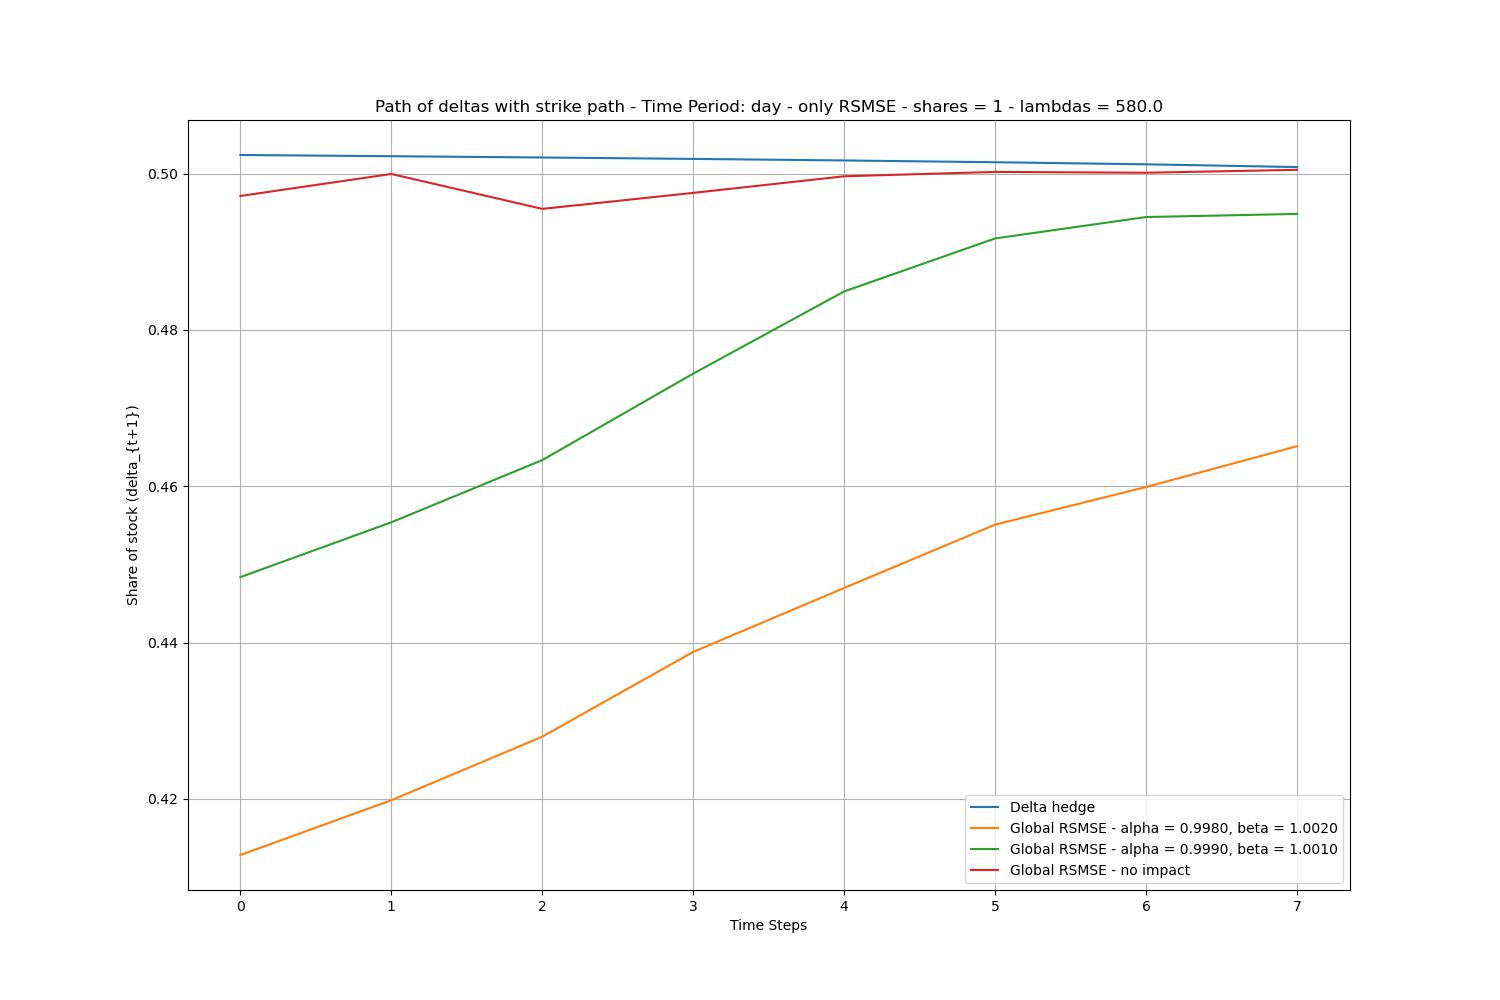 Path of deltas with strike path - Time Period: day - only RSMSE - shares = 1 - lambdas = 580.0
Share of stock (delta_{t+1})
0.50
0.48
0.46
0.44
0.42
0 1 2 3 4 5 6 7
Time Steps
Delta hedge
Global RSMSE - alpha = 0.9980, beta = 1.0020
Global RSMSE - alpha = 0.9990, beta = 1.0010
Global RSMSE - no impact